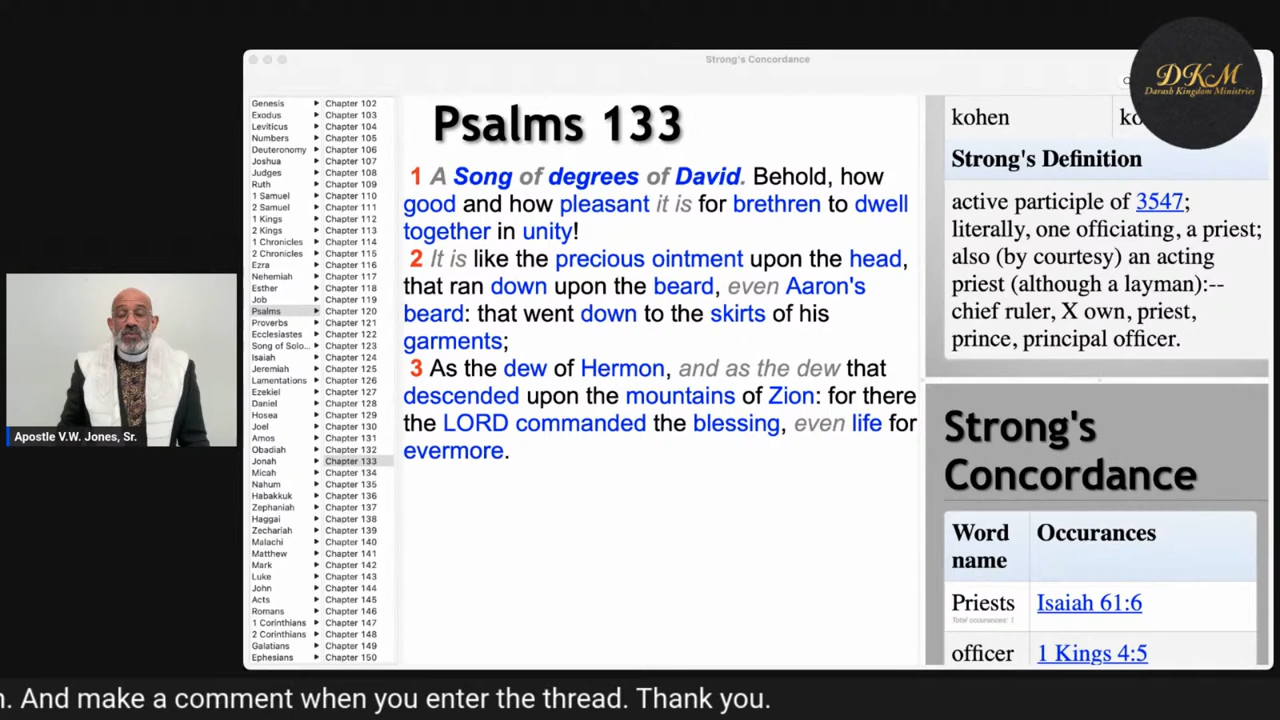 Strong's Concordance
DKM
Darash Kingdom Ministries
Genesis
Exodus
Leviticus
Numbers
Deuteronomy
Joshua
Judges
Ruth
1 Samuel
2 Samuel
1 Kings
2 Kings
1 Chronicles
2 Chronicles
Ezra
Nehemiah
Esther
Job
Psalms
Proverbs
Ecclesiastes
Song of Solo...
Isaiah
Jeremiah
Lamentations
Ezekiel
Daniel
Hosea
Joel
Amos
Obadiah
Jonah
Micah
Nahum
Habakkuk
Zephaniah
Haggai
Zechariah
Malachi
Matthew
Mark
Luke
John
Acts
Romans
1 Corinthians
2 Corinthians
Galatians
Ephesians
Chapter 102
Chapter 103
Chapter 104
Chapter 105
Chapter 106
Chapter 107
Chapter 108
Chapter 109
Chapter 110
Chapter 111
Chapter 112
Chapter 113
Chapter 114
Chapter 115
Chapter 116
Chapter 117
Chapter 118
Chapter 119
Chapter 120
Chapter 121
Chapter 122
Chapter 123
Chapter 124
Chapter 125
Chapter 126
Chapter 127
Chapter 128
Chapter 129
Chapter 130
Chapter 131
Chapter 132
Chapter 133
Chapter 134
Chapter 135
Chapter 136
Chapter 137
Chapter 138
Chapter 139
Chapter 140
Chapter 141
Chapter 142
Chapter 143
Chapter 144
Chapter 145
Chapter 146
Chapter 147
Chapter 148
Chapter 149
Chapter 150
Psalms 133
1 A Song of degrees of David. Behold, how
good and how pleasant it is for brethren to dwell
together in unity!
2 It is like the precious ointment upon the head,
that ran down upon the beard, even Aaron's
beard: that went down to the skirts of his
garments;
3 As the dew of Hermon, and as the dew that
descended upon the mountains of Zion: for there
the LORD commanded the blessing, even life for
evermore.
kohen
Strong's Definition
active participle of 3547;
literally, one officiating, a priest;
also (by courtesy) an acting
priest (although a layman):--
chief ruler, X own, priest,
prince, principal officer.
Strong's
Concordance
Word
name
Occurances
Priests
Total occurances: 1
Isaiah 61:6
officer
1 Kings 4:5
Apostle V.W. Jones, Sr.
And make a comment when you enter the thread. Thank you.